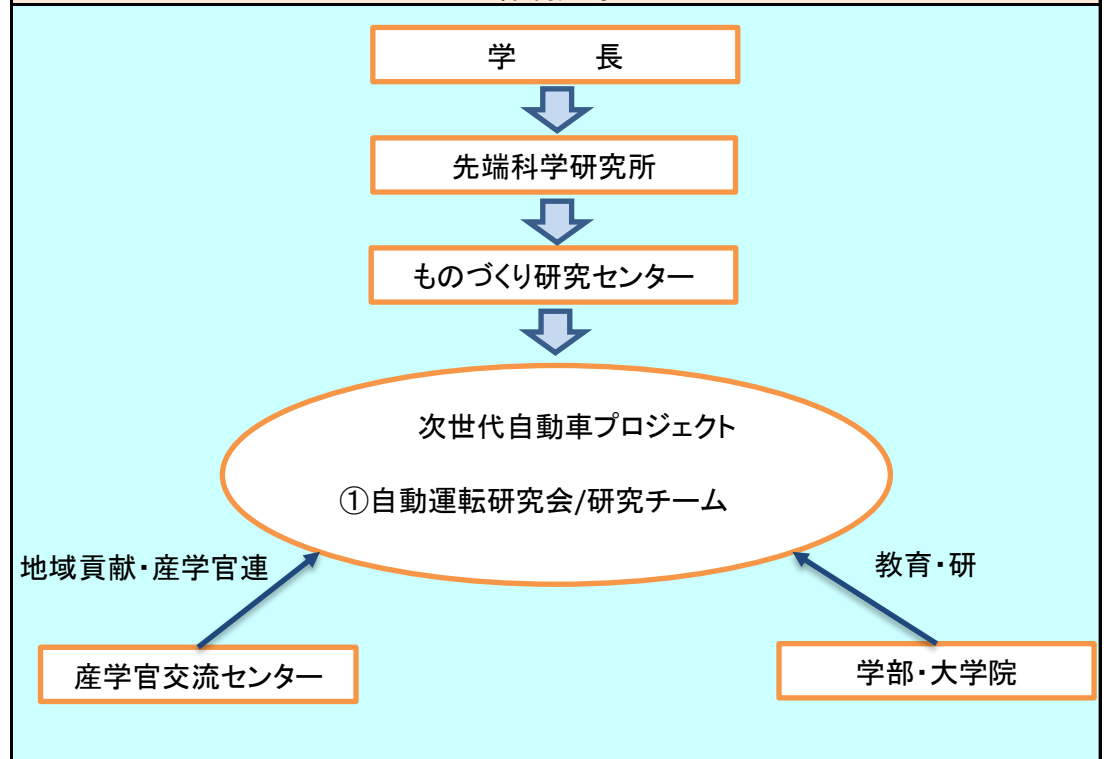 学　　長
先端科学研究所
ものづくり研究センター
次世代自動車プロジェクト
①自動運転研究会/研究チーム
地域貢献・産学官連
教育・研
産学官交流センター
学部・大学院